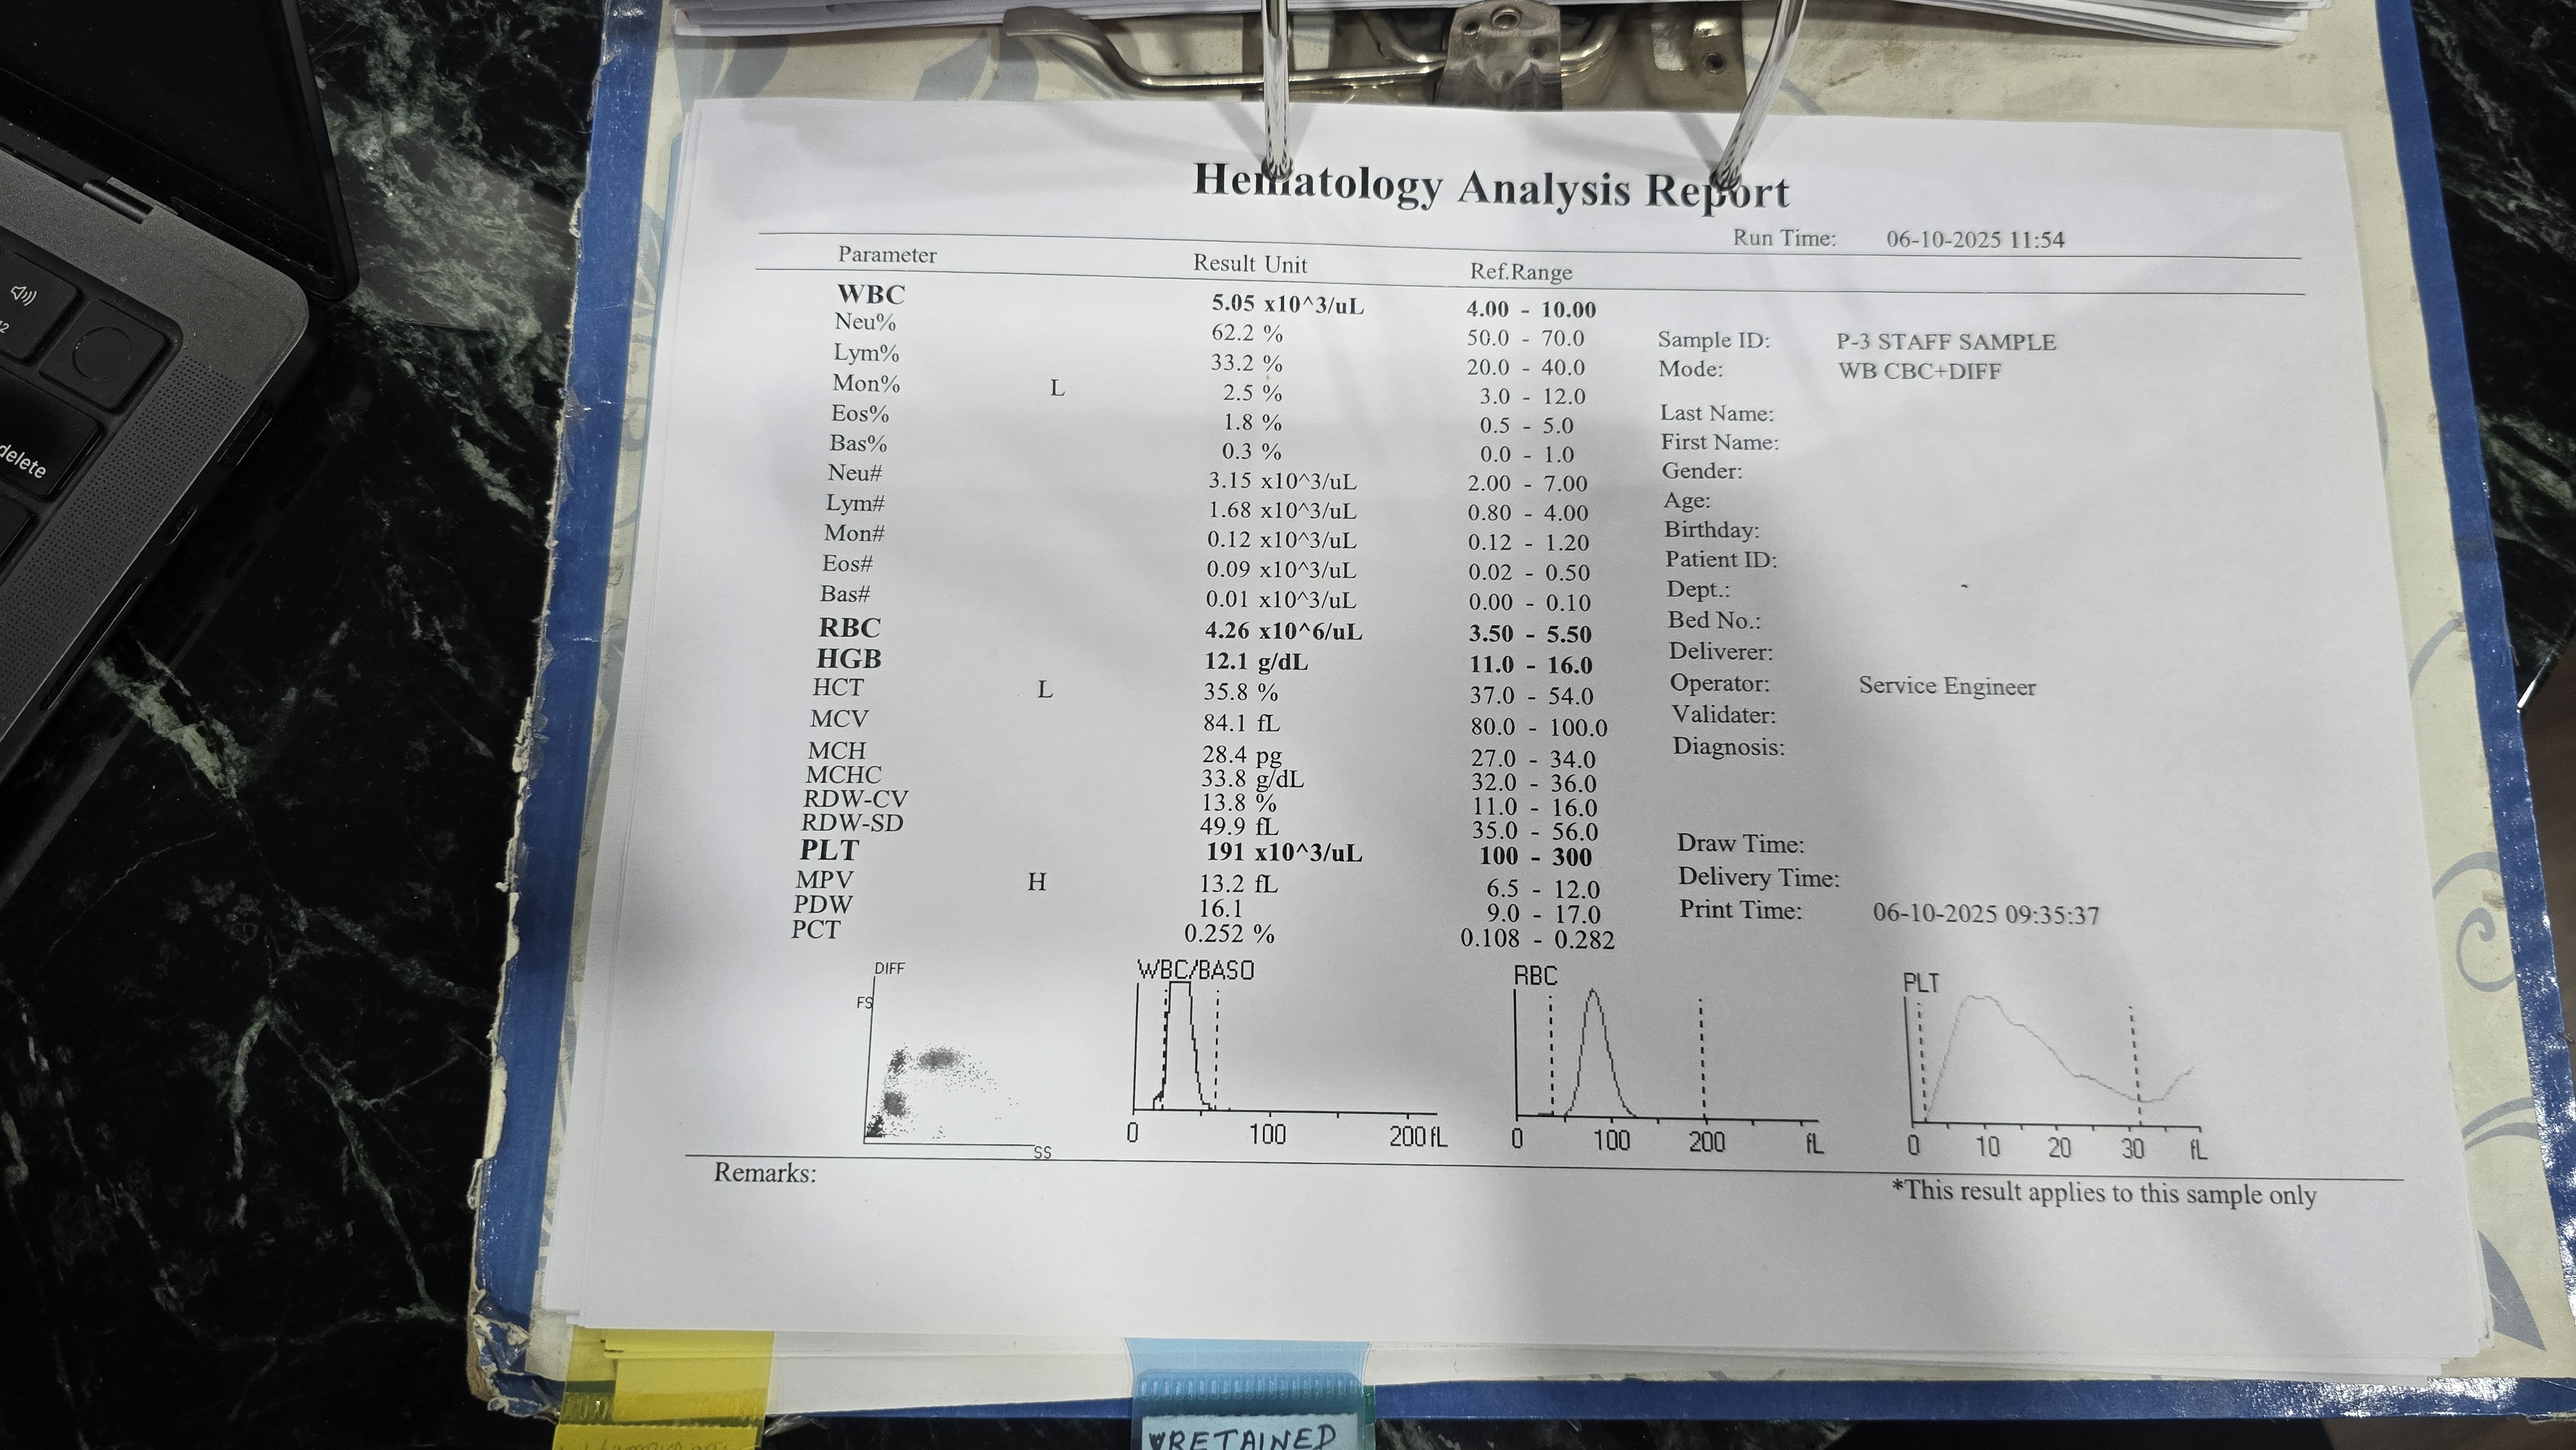 Hematology Analysis Report
Run Time: 06-10-2025 11:54
Parameter Result Unit Ref.Range
WBC 5.05 x10^3/uL 4.00 - 10.00 Sample ID: P-3 STAFF SAMPLE
Neu% 62.2 % 50.0 - 70.0 Mode: WB CBC+DIFF
Lym% 33.2 % 20.0 - 40.0
Mon% L 2.5 % 3.0 - 12.0 Last Name:
Eos% 1.8 % 0.5 - 5.0 First Name:
Bas% 0.3 % 0.0 - 1.0 Gender:
Neu# 3.15 x10^3/uL 2.00 - 7.00 Age:
Lym# 1.68 x10^3/uL 0.80 - 4.00 Birthday:
Mon# 0.12 x10^3/uL 0.12 - 1.20 Patient ID:
Eos# 0.09 x10^3/uL 0.02 - 0.50 Dept.:
Bas# 0.01 x10^3/uL 0.00 - 0.10 Bed No.:
RBC 4.26 x10^6/uL 3.50 - 5.50 Deliverer:
HGB 12.1 g/dL 11.0 - 16.0 Operator: Service Engineer
HCT L 35.8 % 37.0 - 54.0 Validater:
MCV 84.1 fL 80.0 - 100.0 Diagnosis:
MCH 28.4 pg 27.0 - 34.0
MCHC 33.8 g/dL 32.0 - 36.0
RDW-CV 13.8 % 11.0 - 16.0
RDW-SD 49.9 fL 35.0 - 56.0 Draw Time:
PLT 191 x10^3/uL 100 - 300 Delivery Time:
MPV H 13.2 fL 6.5 - 12.0 Print Time: 06-10-2025 09:35:37
PDW 16.1 9.0 - 17.0
PCT 0.252 % 0.108 - 0.282
DIFF WBC/BASO RBC PLT
FS
SS
0 100 200 fL
0 100 200 fL
0 10 20 30 fL
Remarks: *This result applies to this sample only
RETAINED
delete